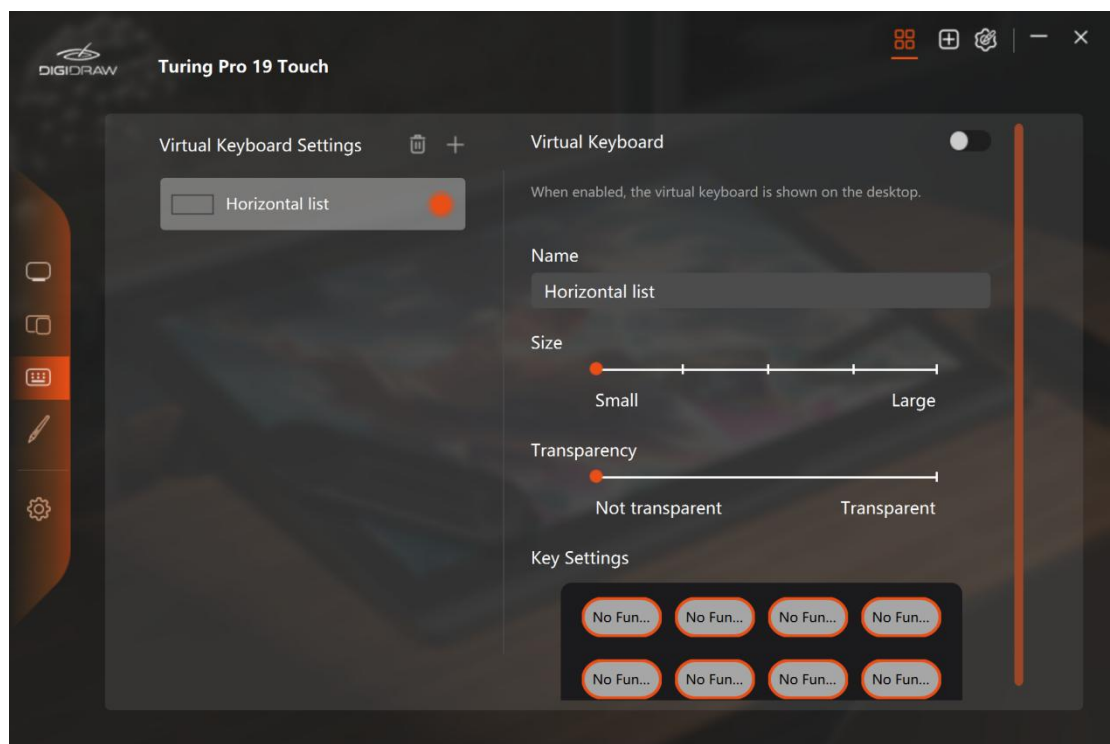 DIGIDRAW
Turing Pro 19 Touch
Virtual Keyboard Settings
Horizontal list
Virtual Keyboard
When enabled, the virtual keyboard is shown on the desktop.
Name
Horizontal list
Size
Small Large
Transparency
Not transparent Transparent
Key Settings
No Fun... No Fun... No Fun... No Fun...
No Fun... No Fun... No Fun... No Fun...